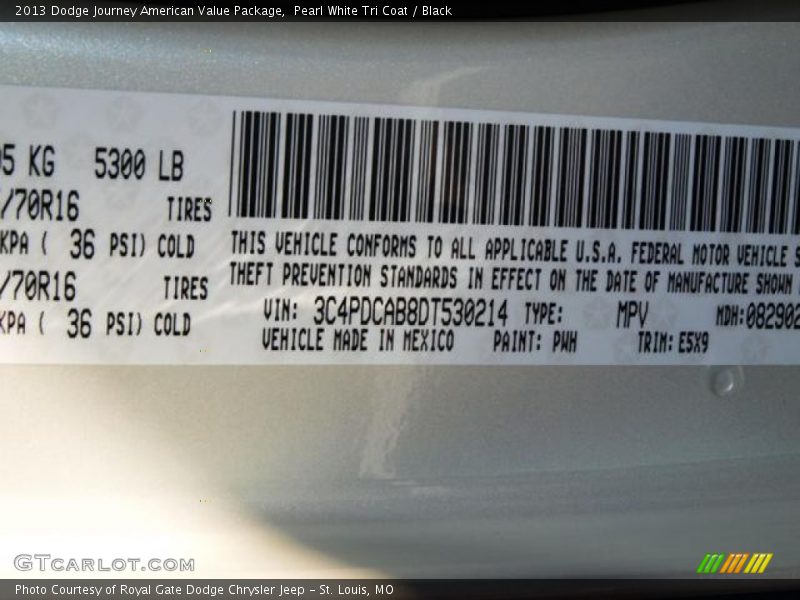 2013 Dodge Journey American Value Package,  Pearl White Tri Coat / Black
05 KG 5300 LB
/70R16 TIRES
KPA ( 36 PSI) COLD
/70R16 TIRES
KPA ( 36 PSI) COLD
THIS VEHICLE CONFORMS TO ALL APPLICABLE U.S.A. FEDERAL MOTOR VEHICLE S
THEFT PREVENTION STANDARDS IN EFFECT ON THE DATE OF MANUFACTURE SHOWN
VIN: 3C4PDCAB8DT530214 TYPE: MPV MDH: 082902
VEHICLE MADE IN MEXICO PAINT: PWH TRIM: E5X9
GTCARLOT.COM
Photo Courtesy of Royal Gate Dodge Chrysler Jeep - St. Louis, MO